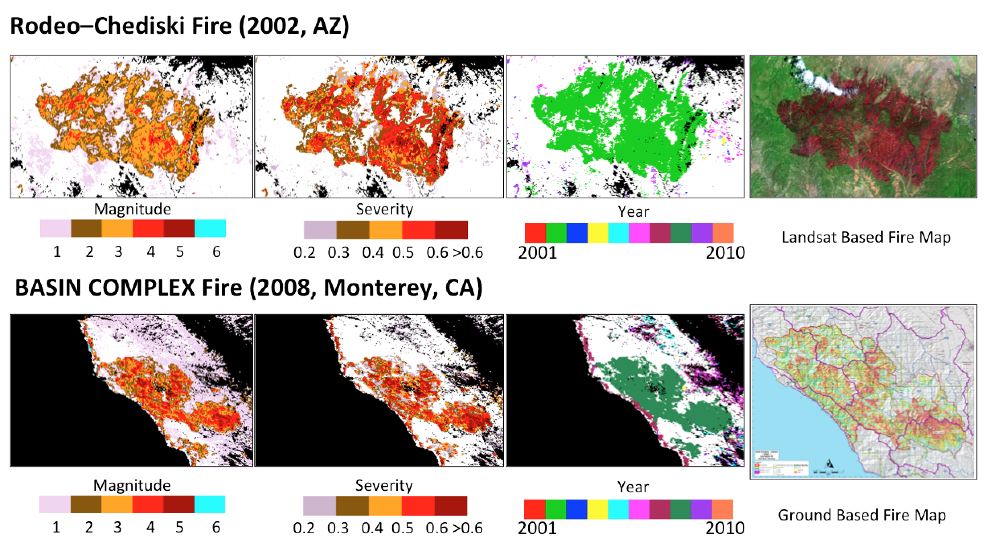 Rodeo–Chediski Fire (2002, AZ)
Magnitude
1 2 3 4 5 6
Severity
0.2 0.3 0.4 0.5 0.6 >0.6
Year
2001 2010
Landsat Based Fire Map
BASIN COMPLEX Fire (2008, Monterey, CA)
Magnitude
1 2 3 4 5 6
Severity
0.2 0.3 0.4 0.5 0.6 >0.6
Year
2001 2010
Ground Based Fire Map